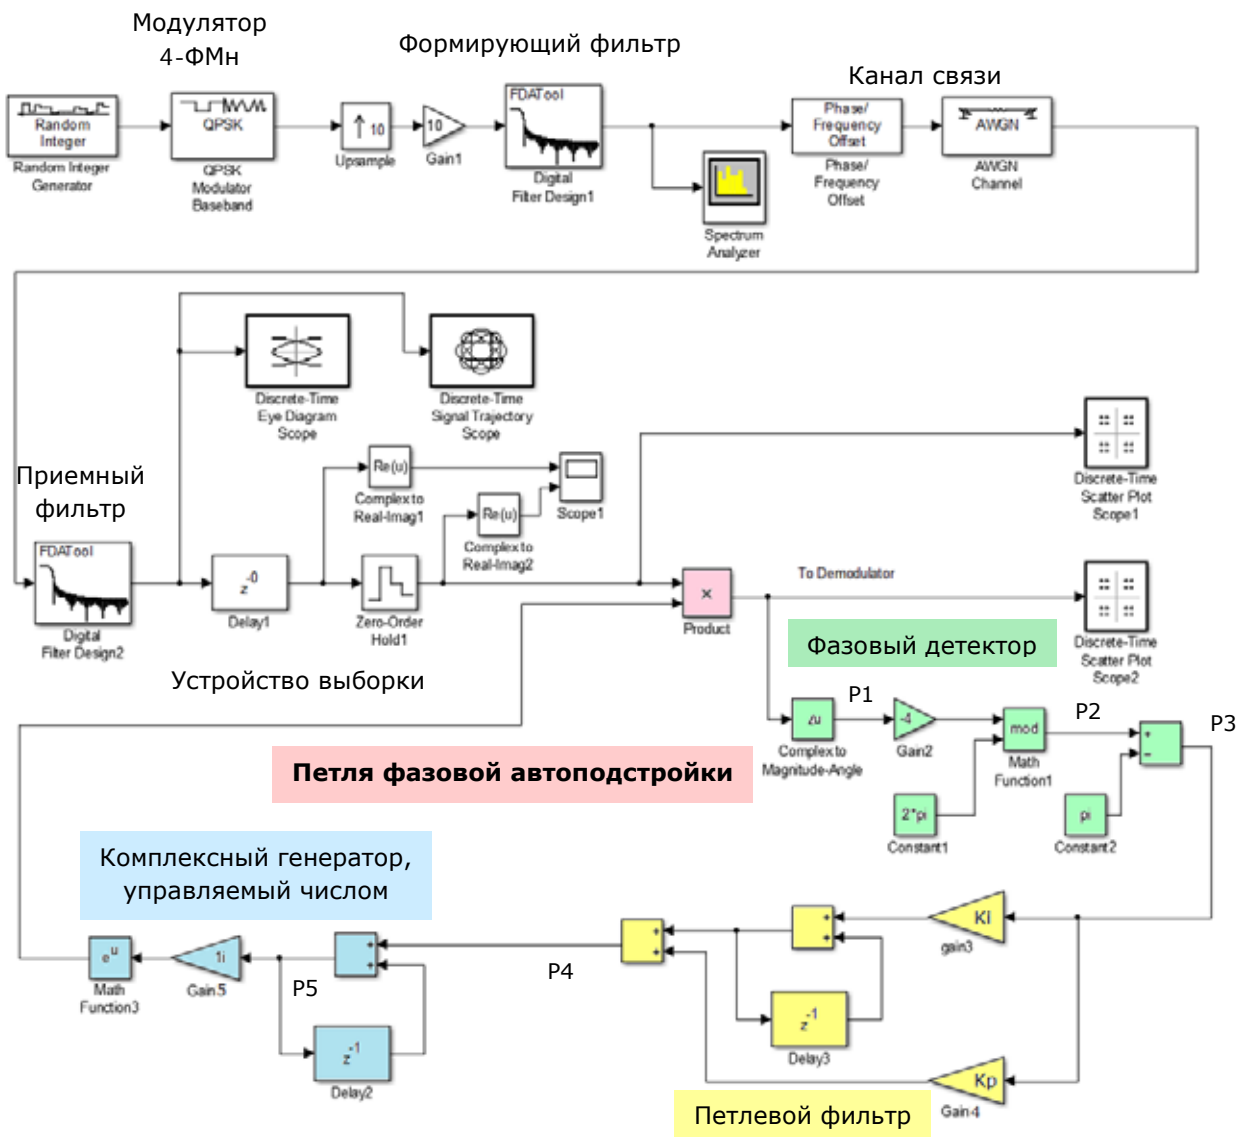 Модулятор
4-ФМн
Формирующий фильтр
Канал связи
Random
Integer
Random Integer
Generator
QPSK
QPSK
Modulator
Baseband
10
Upsample
10
Gain1
FDATool
Digital
Filter Design1
Spectrum
Analyzer
Phase/
Frequency
Offset
Phase/
Frequency
Offset
AWGN
AWGN
Channel
Discrete-Time
Eye Diagram
Scope
Discrete-Time
Signal Trajectory
Scope
Приемный
фильтр
FDATool
Digital
Filter Design2
z-0
Delay1
Re(u)
Complex to
Real-Imag1
Re(u)
Complex to
Real-Imag2
Scope1
Zero-Order
Hold1
Устройство выборки
×
Product
To Demodulator
Discrete-Time
Scatter Plot
Scope1
Discrete-Time
Scatter Plot
Scope2
Фазовый детектор
∠u
Complex to
Magnitude-Angle
P1
-4
Gain2
mod
Math
Function1
P2
+
−
P3
2*pi
Constant1
pi
Constant2
Петля фазовой автоподстройки
Комплексный генератор,
управляемый числом
eu
Math
Function3
1i
Gain5
P5
+
+
z-1
Delay2
P4
+
+
+
+
z-1
Delay3
Ki
gain3
Kp
Gain4
Петлевой фильтр